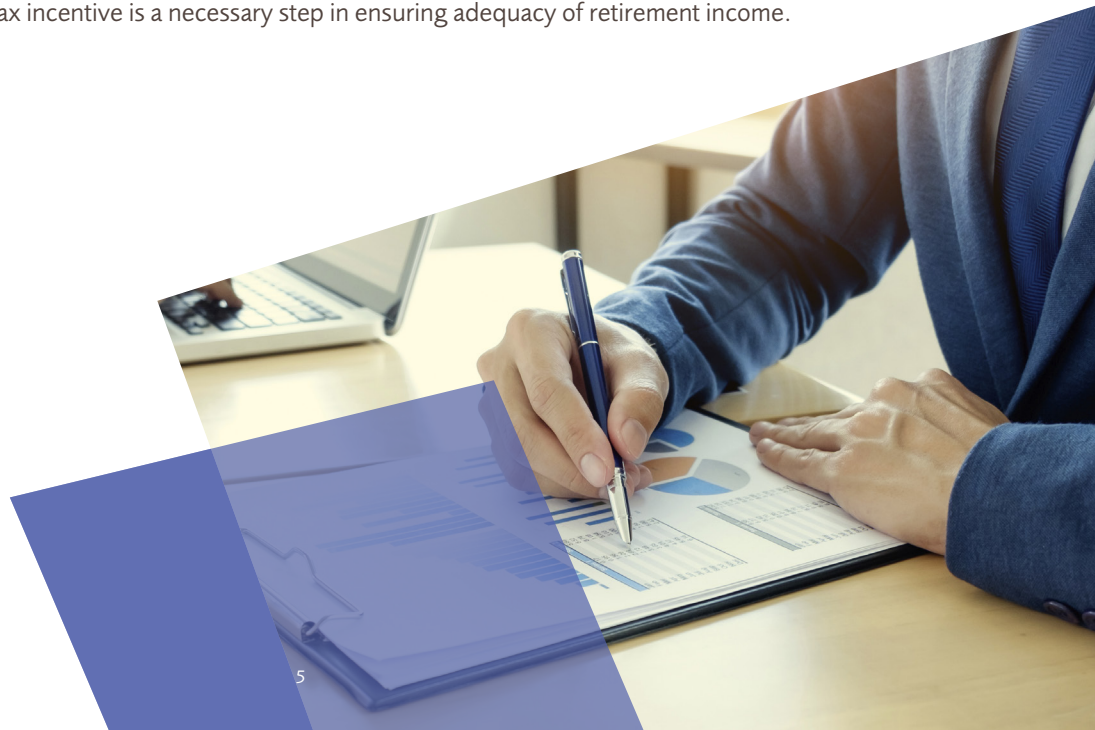 ax incentive is a necessary step in ensuring adequacy of retirement income.
5